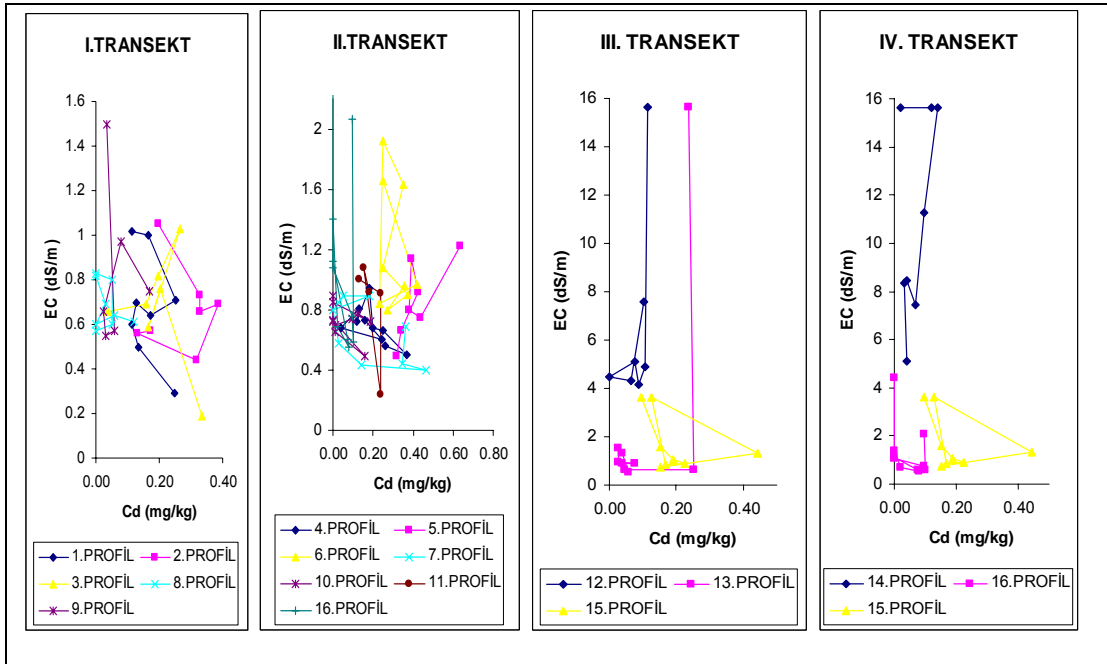 I.TRANSEKT
EC (dS/m)
1.6
1.4
1.2
1
0.8
0.6
0.4
0.2
0
0.00 0.20 0.40
Cd (mg/kg)
1.PROFİL 2.PROFİL
3.PROFİL 8.PROFİL
9.PROFİL
II.TRANSEKT
EC (dS/m)
2
1.6
1.2
0.8
0.4
0
0.00 0.20 0.40 0.60 0.80
Cd (mg/kg)
4.PROFİL 5.PROFİL
6.PROFİL 7.PROFİL
10.PROFİL 11.PROFİL
16.PROFİL
III. TRANSEKT
EC (dS/m)
16
14
12
10
8
6
4
2
0
0.00 0.20 0.40
Cd (mg/kg)
12.PROFİL 13.PROFİL
15.PROFİL
IV. TRANSEKT
EC (dS/m)
16
14
12
10
8
6
4
2
0
0.00 0.20 0.40
Cd (mg/kg)
14.PROFİL 16.PROFİL
15.PROFİL